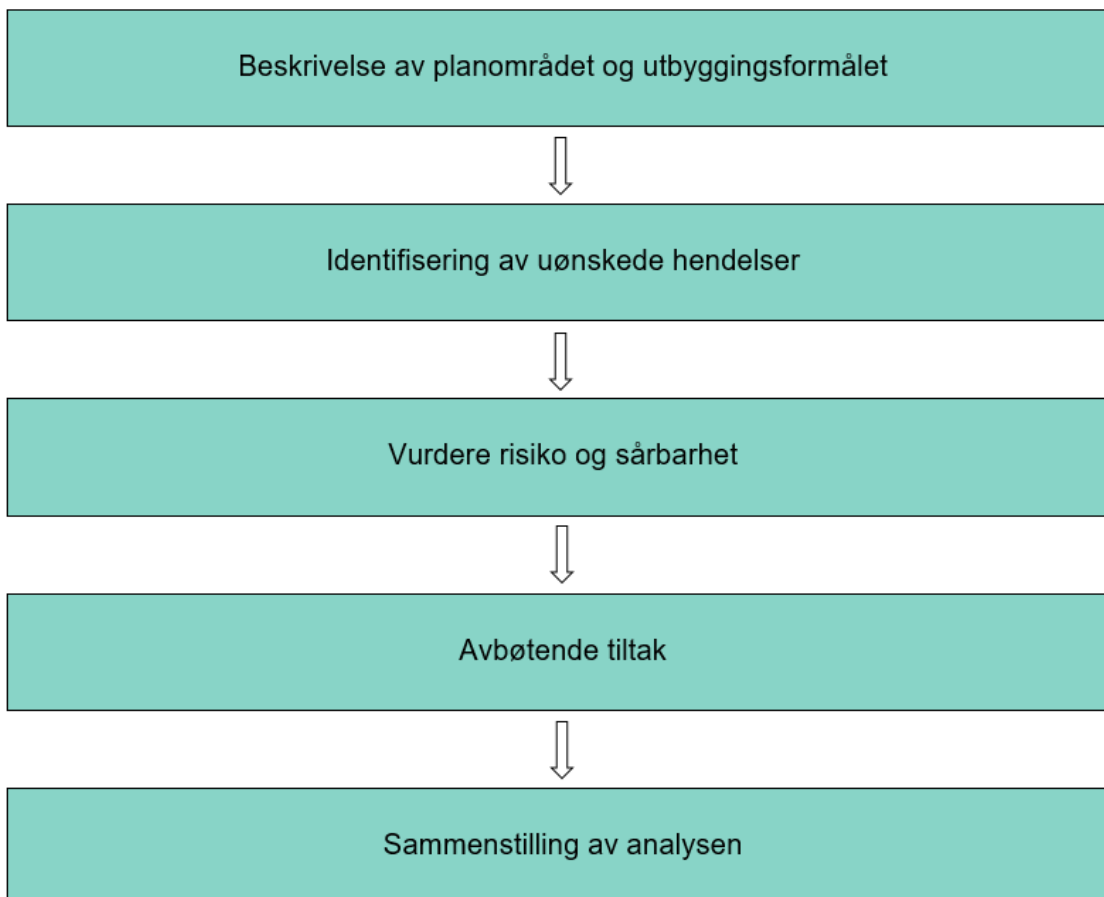 Beskrivelse av planområdet og utbyggingsformålet
Identifisering av uønskede hendelser
Vurdere risiko og sårbarhet
Avbøtende tiltak
Sammenstilling av analysen